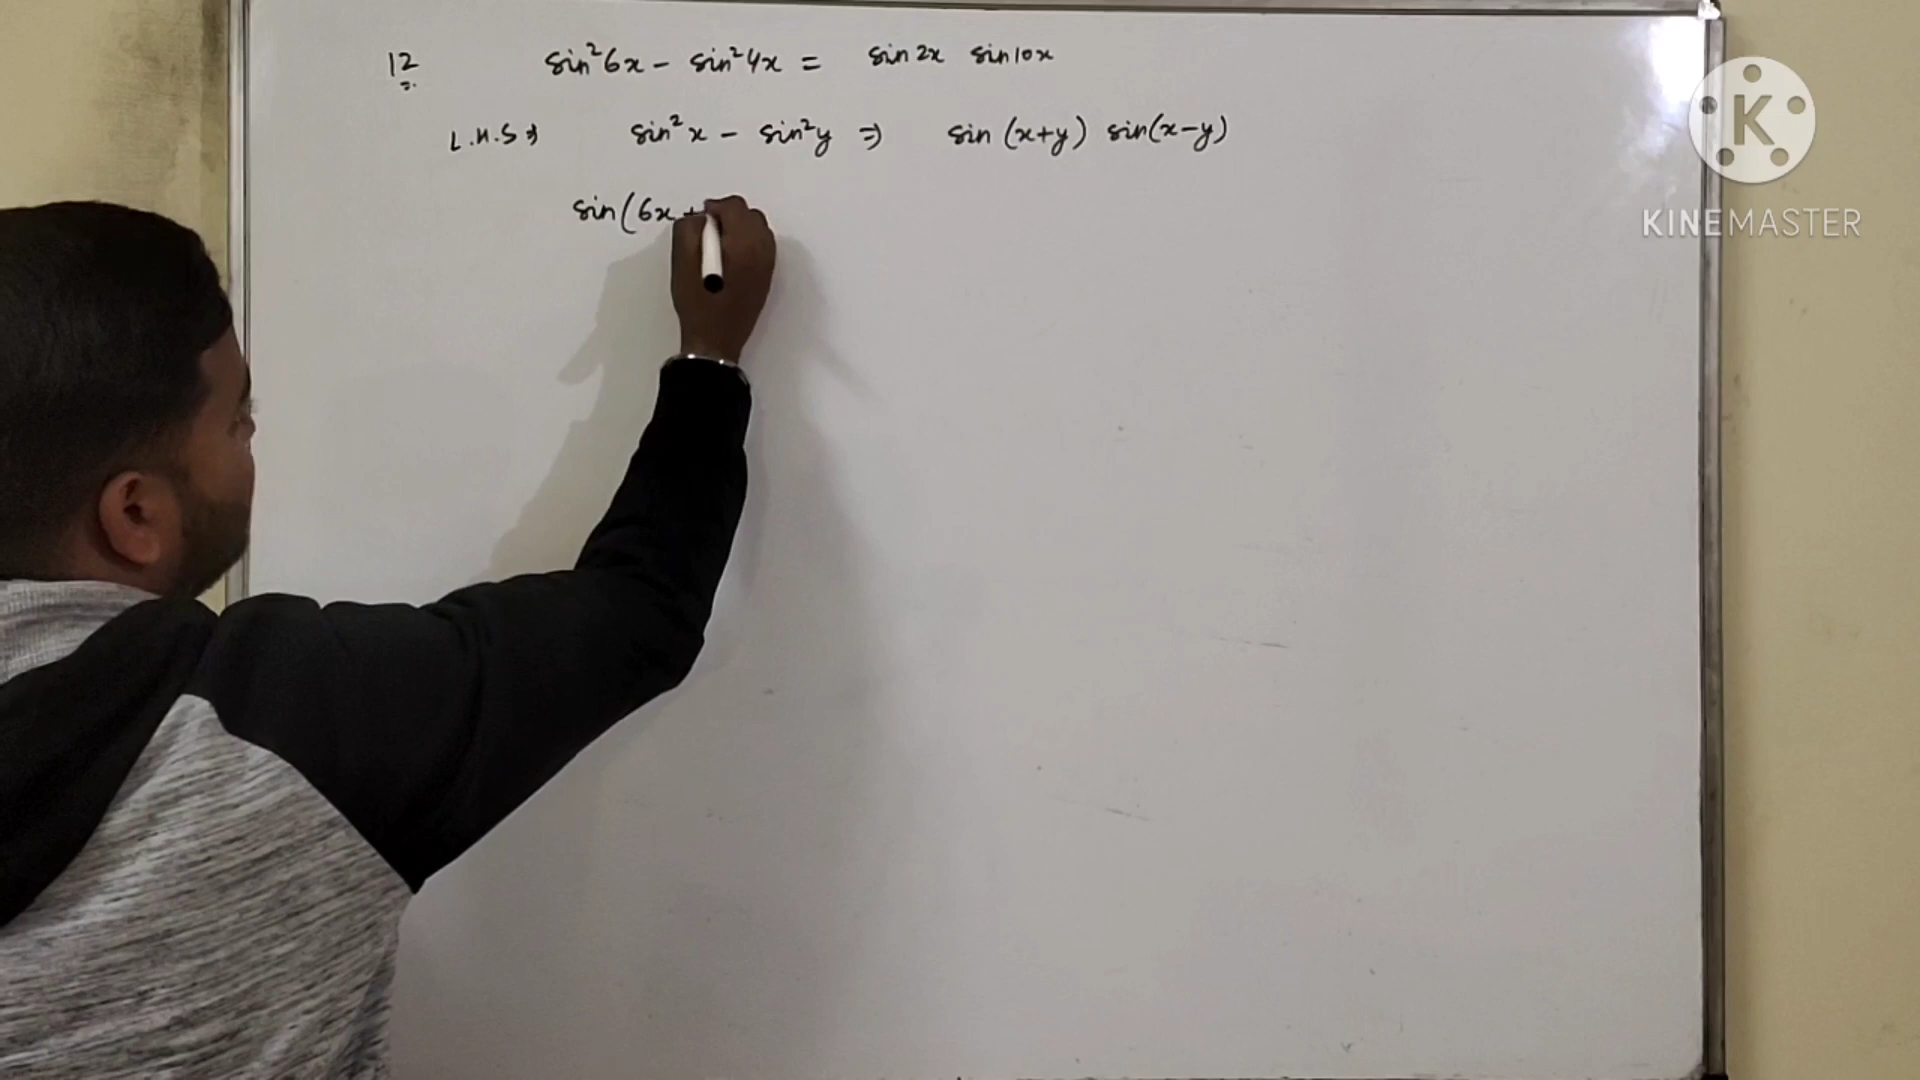 12 sin²6x - sin²4x = sin2x sin10x
L.H.S ⇒ sin²x - sin²y ⇒ sin (x+y) sin(x-y)
sin(6x +
K
KINEMASTER